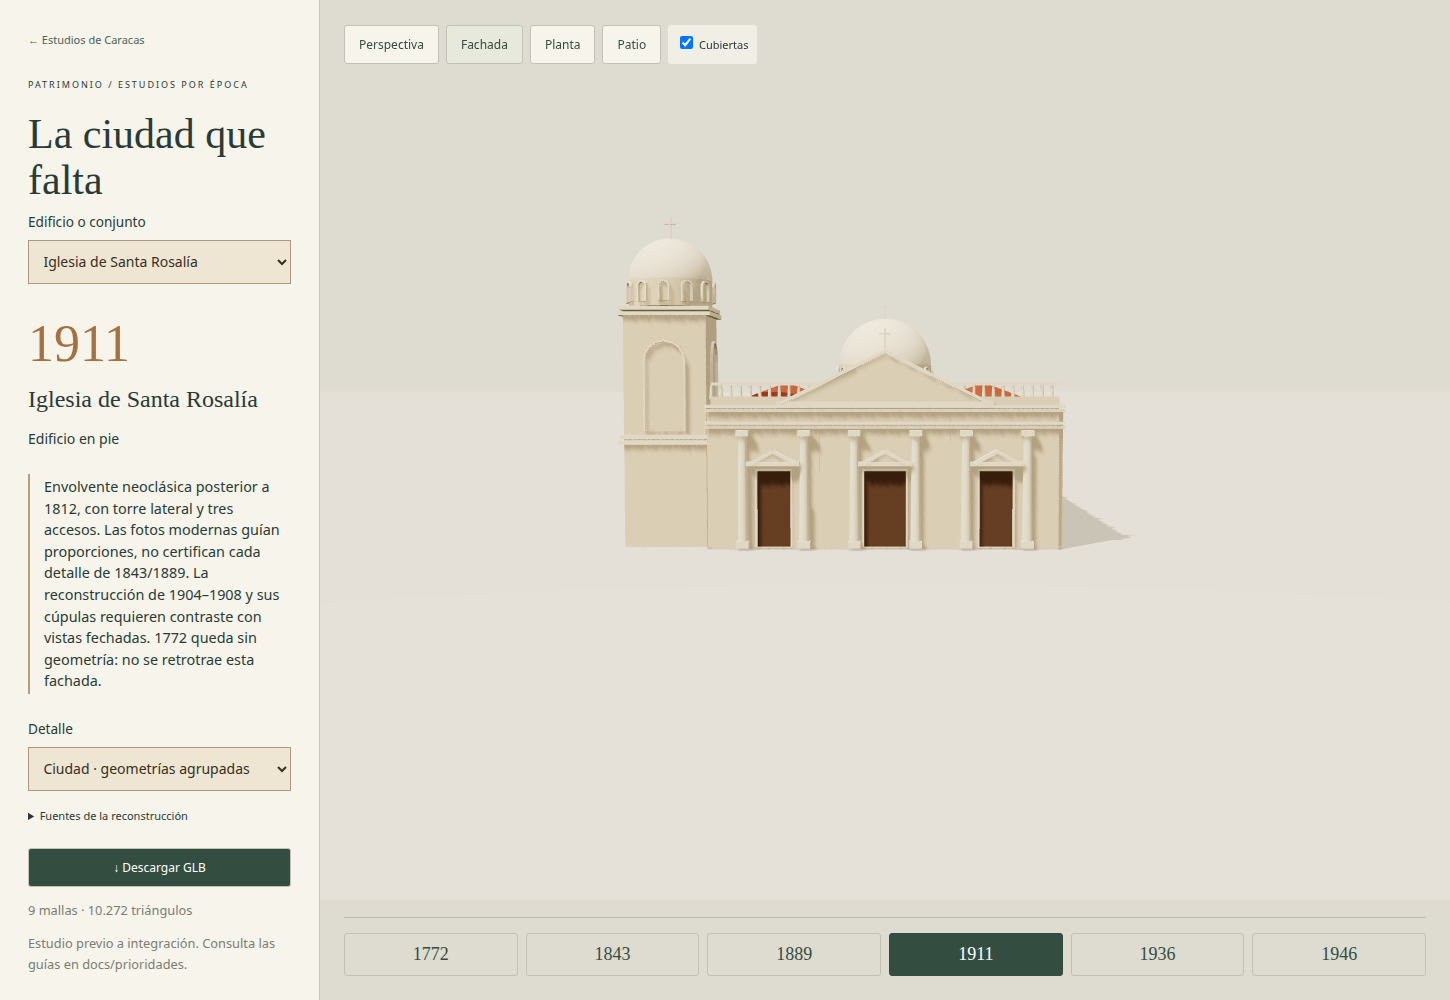 ← Estudios de Caracas
PATRIMONIO / ESTUDIOS POR ÉPOCA
La ciudad que
falta
Edificio o conjunto
Iglesia de Santa Rosalía
1911
Iglesia de Santa Rosalía
Edificio en pie
Envolvente neoclásica posterior a
1812, con torre lateral y tres
accesos. Las fotos modernas guían
proporciones, no certifican cada
detalle de 1843/1889. La
reconstrucción de 1904–1908 y sus
cúpulas requieren contraste con
vistas fechadas. 1772 queda sin
geometría: no se retrotrae esta
fachada.
Detalle
Ciudad · geometrías agrupadas
▶ Fuentes de la reconstrucción
↓ Descargar GLB
9 mallas · 10.272 triángulos
Estudio previo a integración. Consulta las
guías en docs/prioridades.
Perspectiva Fachada Planta Patio Cubiertas
1772 1843 1889 1911 1936 1946